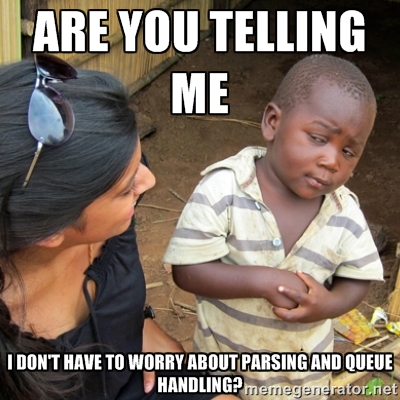 ARE YOU TELLING
ME
I DON'T HAVE TO WORRY ABOUT PARSING AND QUEUE
HANDLING?
memegenerator.net